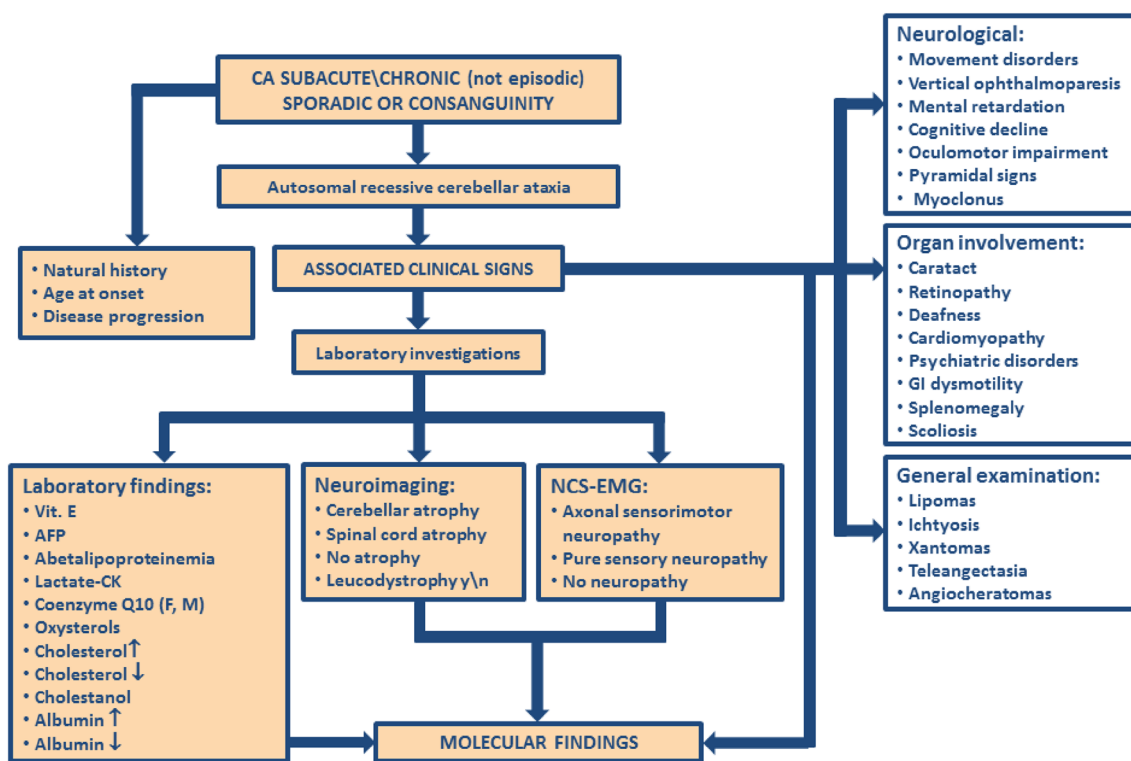 CA SUBACUTE\CHRONIC (not episodic)
SPORADIC OR CONSANGUINITY
Autosomal recessive cerebellar ataxia
• Natural history
• Age at onset
• Disease progression
ASSOCIATED CLINICAL SIGNS
Laboratory investigations
Laboratory findings:
• Vit. E
• AFP
• Abetalipoproteinemia
• Lactate-CK
• Coenzyme Q10 (F, M)
• Oxysterols
• Cholesterol↑
• Cholesterol↓
• Cholestanol
• Albumin ↑
• Albumin ↓
Neuroimaging:
• Cerebellar atrophy
• Spinal cord atrophy
• No atrophy
• Leucodystrophy y\n
NCS-EMG:
• Axonal sensorimotor
neuropathy
• Pure sensory neuropathy
• No neuropathy
MOLECULAR FINDINGS
Neurological:
• Movement disorders
• Vertical ophthalmoparesis
• Mental retardation
• Cognitive decline
• Oculomotor impairment
• Pyramidal signs
• Myoclonus
Organ involvement:
• Caratact
• Retinopathy
• Deafness
• Cardiomyopathy
• Psychiatric disorders
• GI dysmotility
• Splenomegaly
• Scoliosis
General examination:
• Lipomas
• Ichtyosis
• Xantomas
• Teleangectasia
• Angiocheratomas